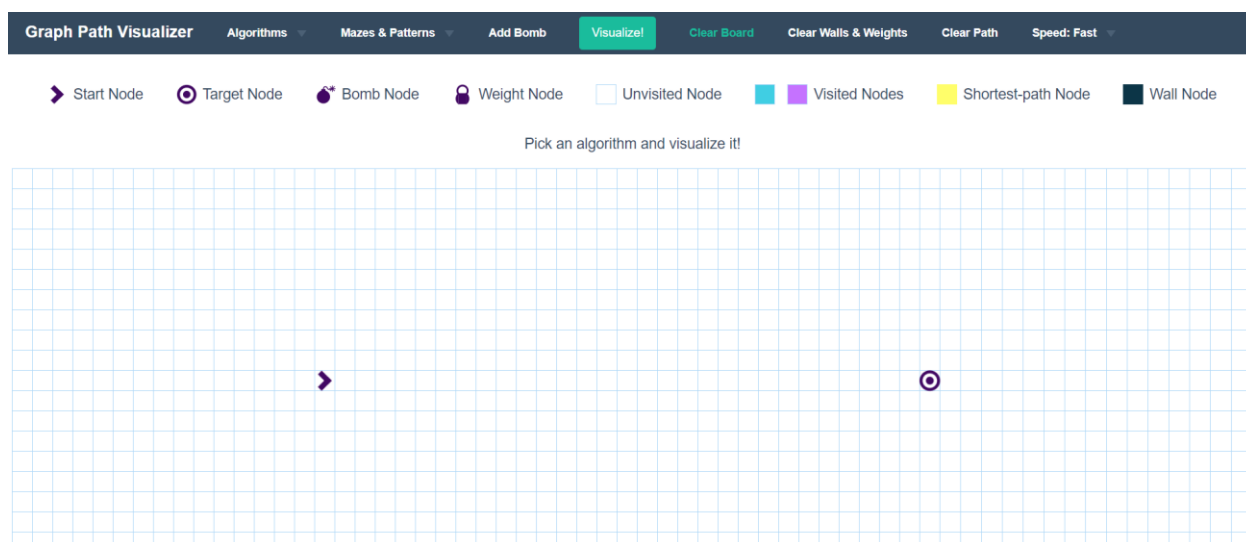 Graph Path Visualizer Algorithms Mazes & Patterns Add Bomb Visualize! Clear Board Clear Walls & Weights Clear Path Speed: Fast
Start Node Target Node Bomb Node Weight Node Unvisited Node Visited Nodes Shortest-path Node Wall Node
Pick an algorithm and visualize it!